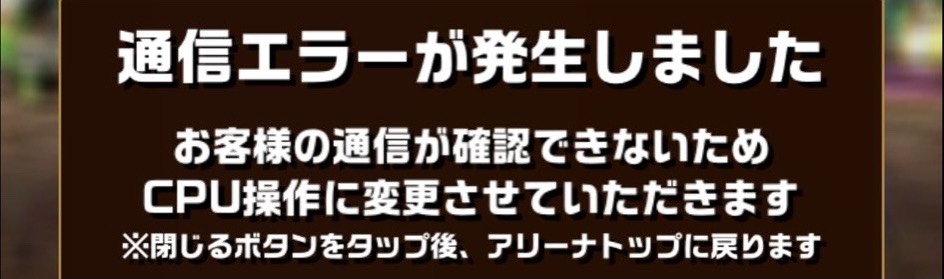 通信エラーが発生しました
お客様の通信が確認できないため
CPU操作に変更させていただきます
※閉じるボタンをタップ後、アリーナトップに戻ります